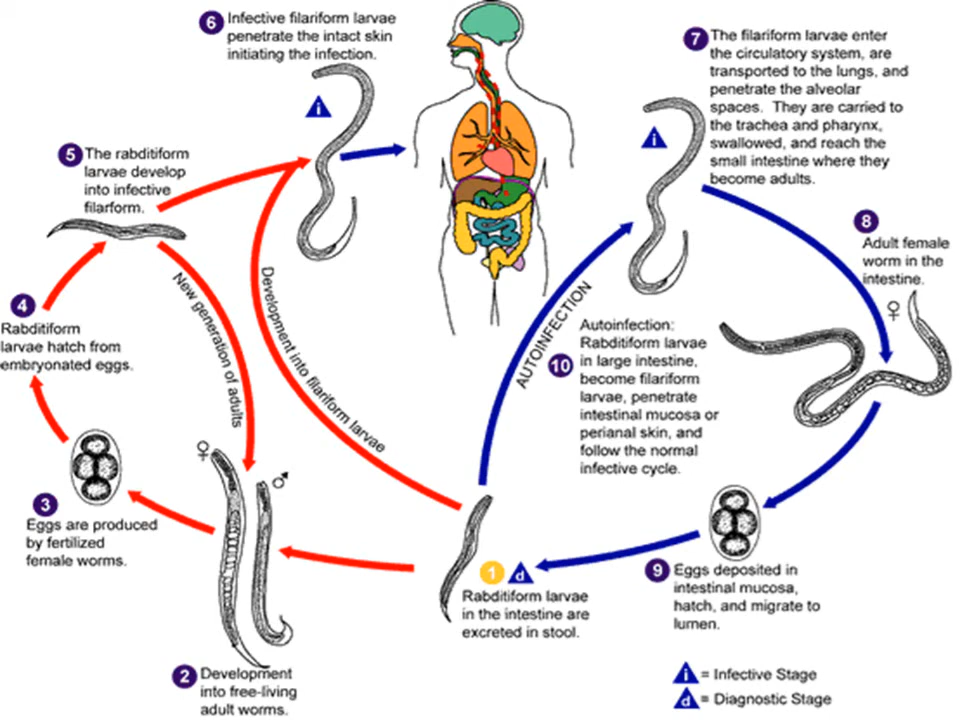 6 Infective filariform larvae
penetrate the intact skin
initiating the infection.
i
7 The filariform larvae enter
the circulatory system, are
transported to the lungs, and
penetrate the alveolar
spaces. They are carried to
the trachea and pharynx,
swallowed, and reach the
small intestine where they
become adults.
i
5 The rabditiform
larvae develop
into infective
filarform.
8
Adult female
worm in the
intestine.
♀
4
Rabditiform
larvae hatch from
embryonated eggs.
New generation of adults
Development into filariform larvae
AUTOINFECTION
10 Autoinfection:
Rabditiform larvae
in large intestine,
become filariform
larvae, penetrate
intestinal mucosa or
perianal skin, and
follow the normal
infective cycle.
3
Eggs are produced
by fertilized
female worms.
♀
♂
1 d
Rabditiform larvae
in the intestine are
excreted in stool.
9 Eggs deposited in
intestinal mucosa,
hatch, and migrate to
lumen.
2 Development
into free-living
adult worms.
i = Infective Stage
d = Diagnostic Stage